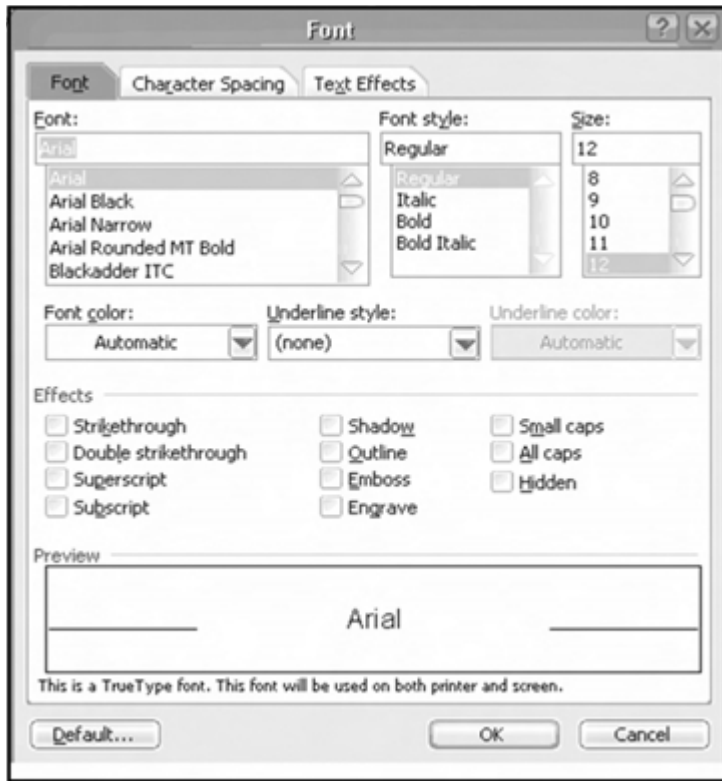 Font
Font Character Spacing Text Effects
Font: Font style: Size:
Arial Regular 12
Arial Regular 8
Arial Black Italic 9
Arial Narrow Bold 10
Arial Rounded MT Bold Bold Italic 11
Blackadder ITC 12
Font color: Underline style: Underline color:
Automatic (none) Automatic
Effects
Strikethrough Shadow Small caps
Double strikethrough Outline All caps
Superscript Emboss Hidden
Subscript Engrave
Preview
Arial
This is a TrueType font. This font will be used on both printer and screen.
Default... OK Cancel